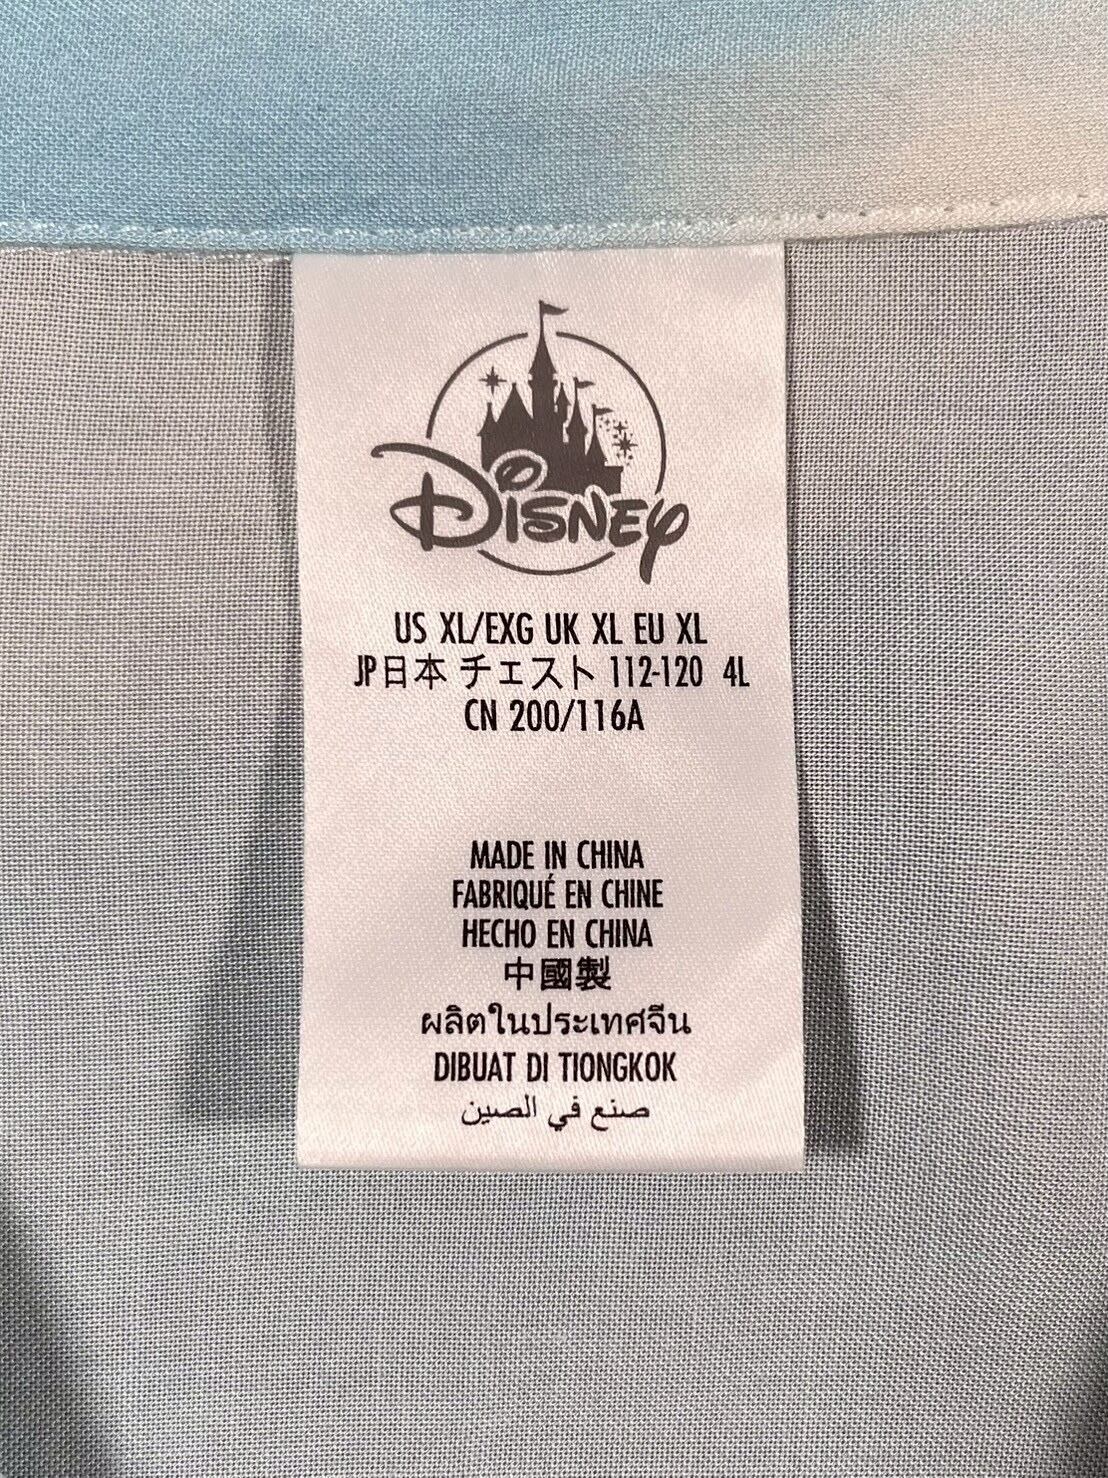 DISNEY
US XL/EXG UK XL EU XL
JP日本 チェスト 112-120 4L
CN 200/116A
MADE IN CHINA
FABRIQUÉ EN CHINE
HECHO EN CHINA
中國製
ผลิตในประเทศจีน
DIBUAT DI TIONGKOK
صنع في الصين